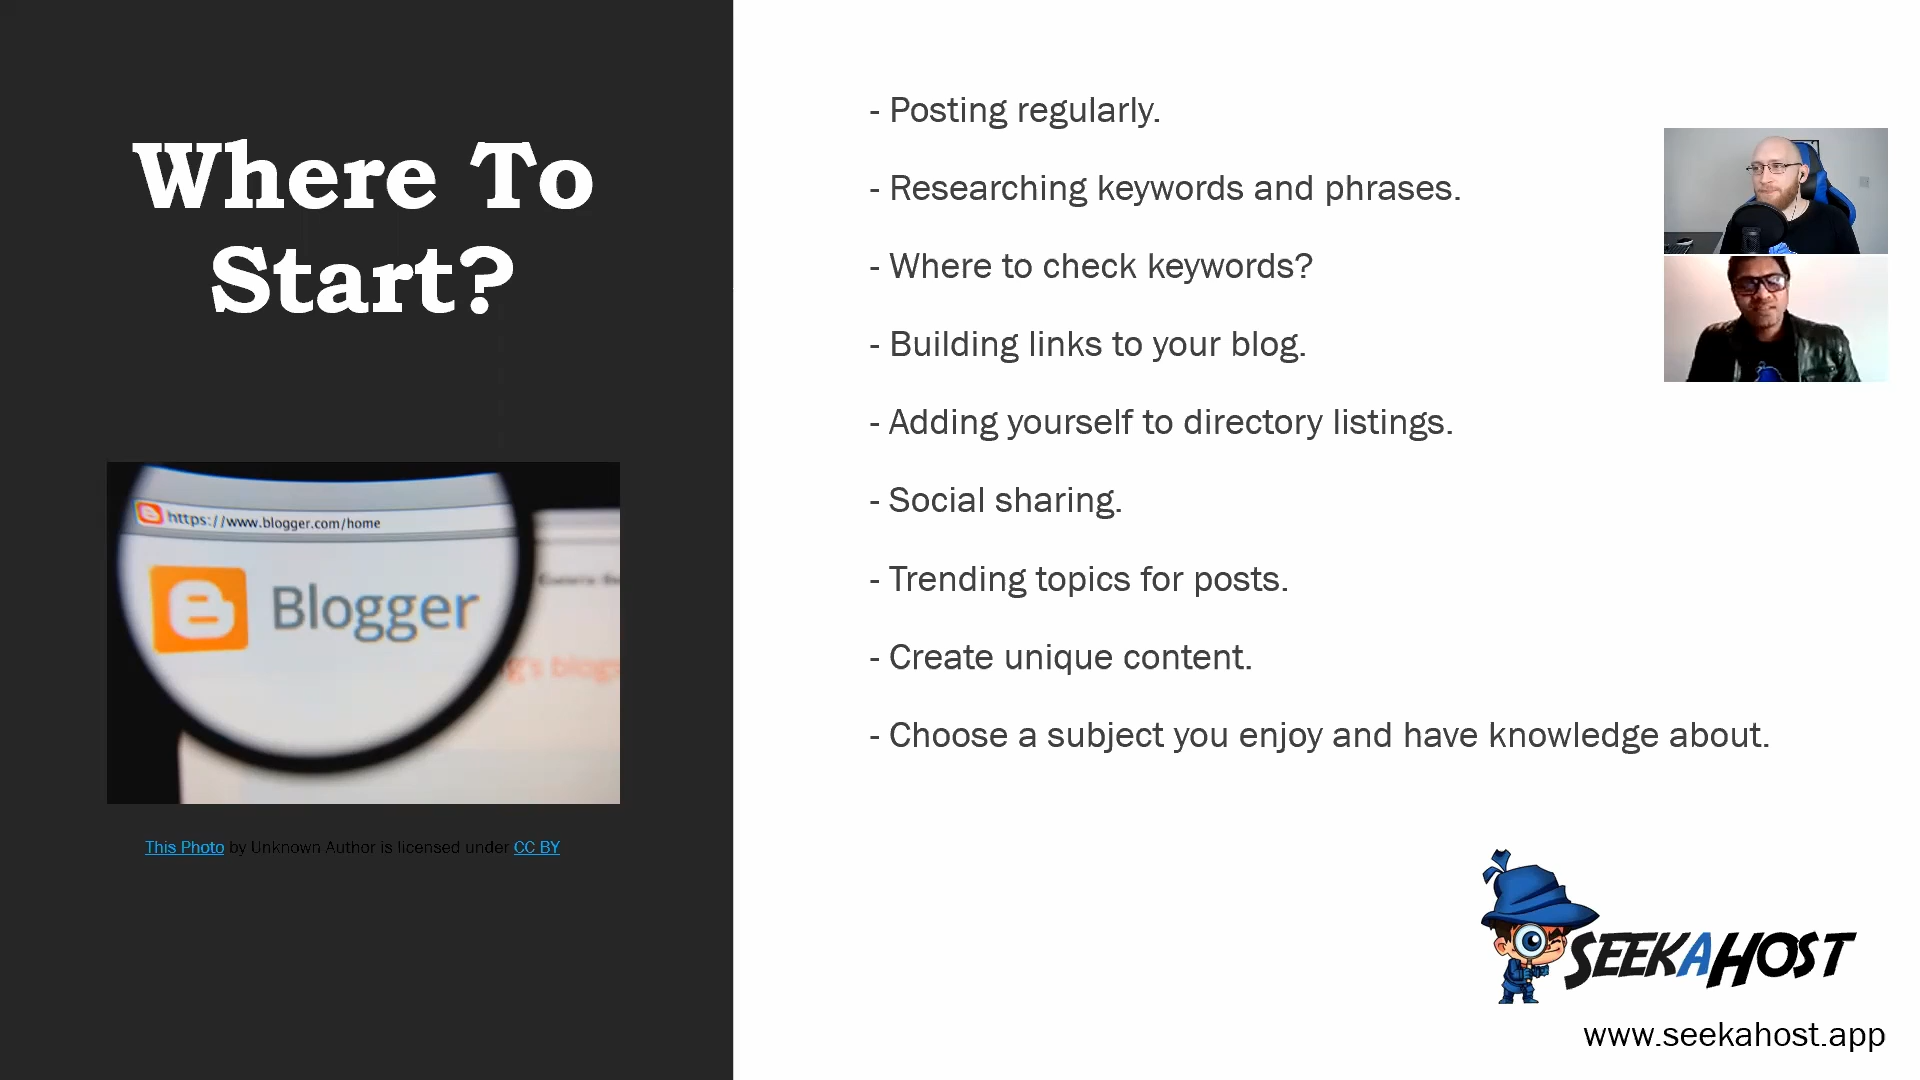 Where To
Start?
https://www.blogger.com/home
Blogger
This Photo by Unknown Author is licensed under CC BY
- Posting regularly.
- Researching keywords and phrases.
- Where to check keywords?
- Building links to your blog.
- Adding yourself to directory listings.
- Social sharing.
- Trending topics for posts.
- Create unique content.
- Choose a subject you enjoy and have knowledge about.
SEEKAHOST
www.seekahost.app